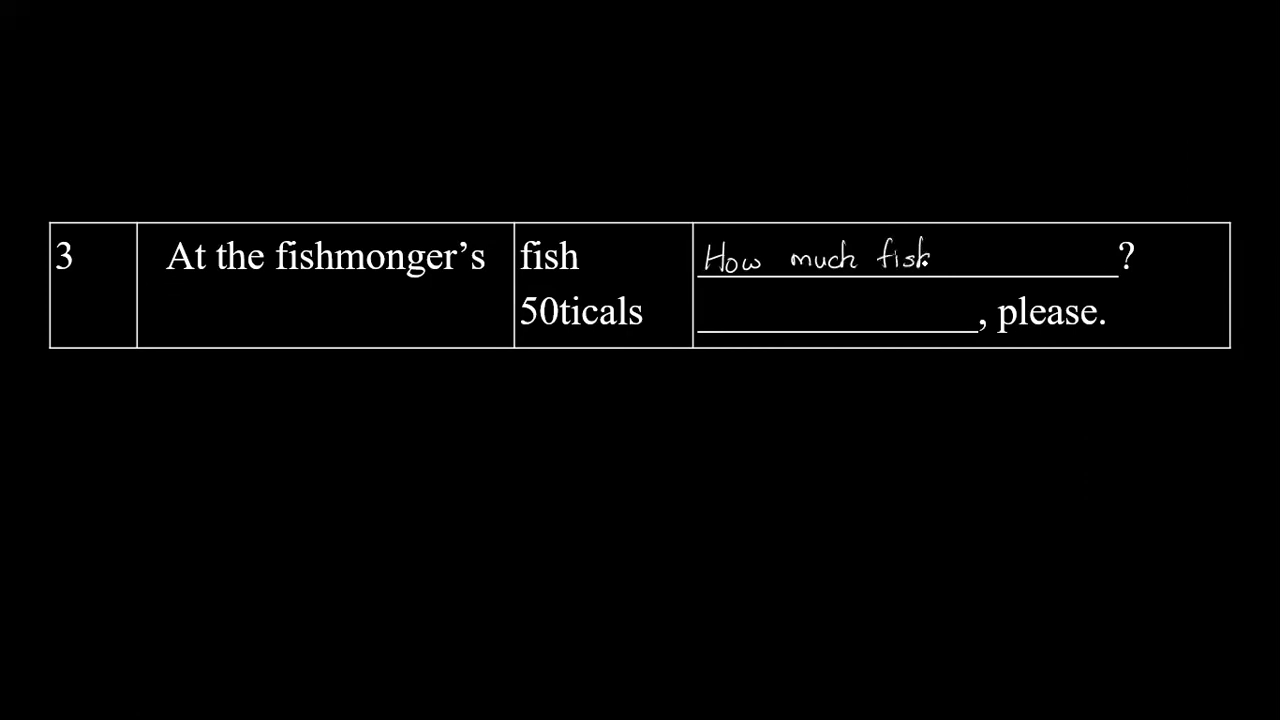 3 At the fishmonger's fish How much fish ?
50ticals , please.